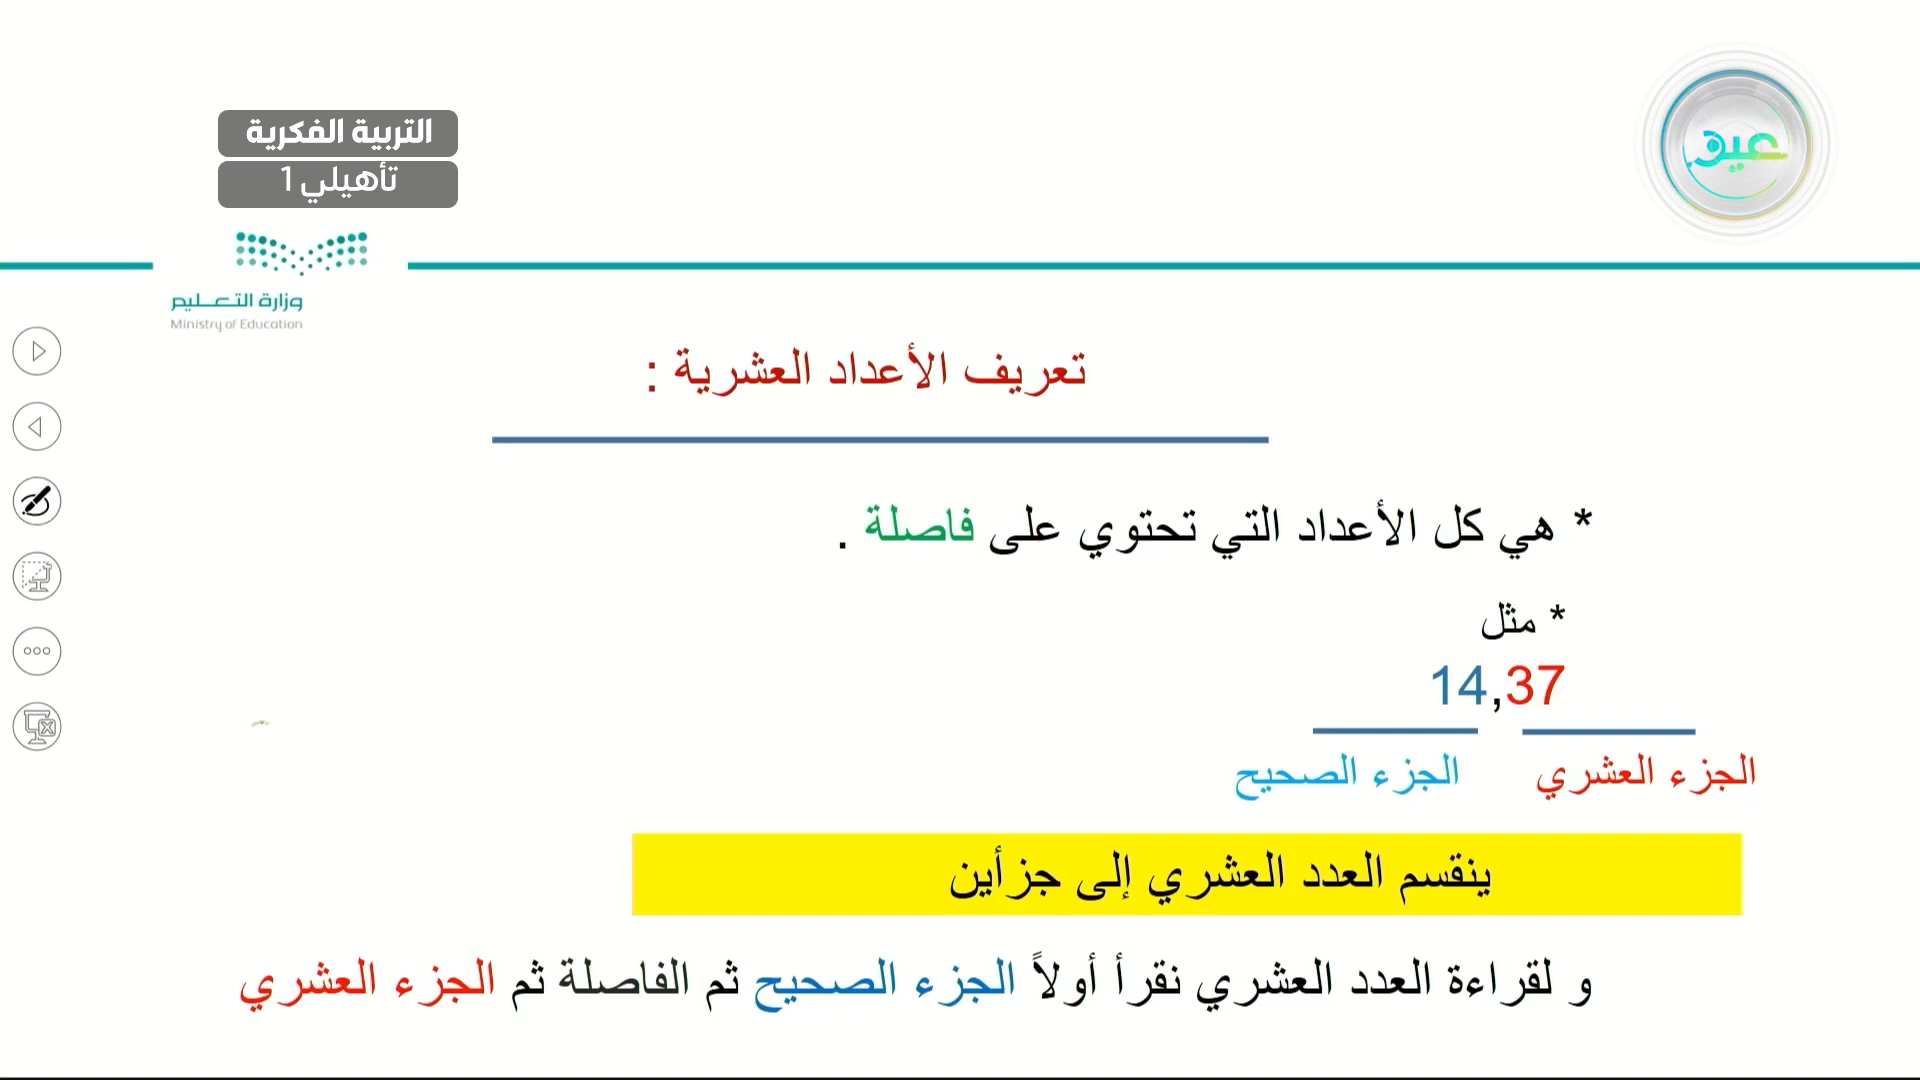 عين
التربية الفكرية
تأهيلي 1
وزارة التعليم
Ministry of Education
تعريف الأعداد العشرية :
* هي كل الأعداد التي تحتوي على فاصلة .
* مثل
14,37
الجزء العشري الجزء الصحيح
ينقسم العدد العشري إلى جزأين
و لقراءة العدد العشري نقرأ أولاً الجزء الصحيح ثم الفاصلة ثم الجزء العشري